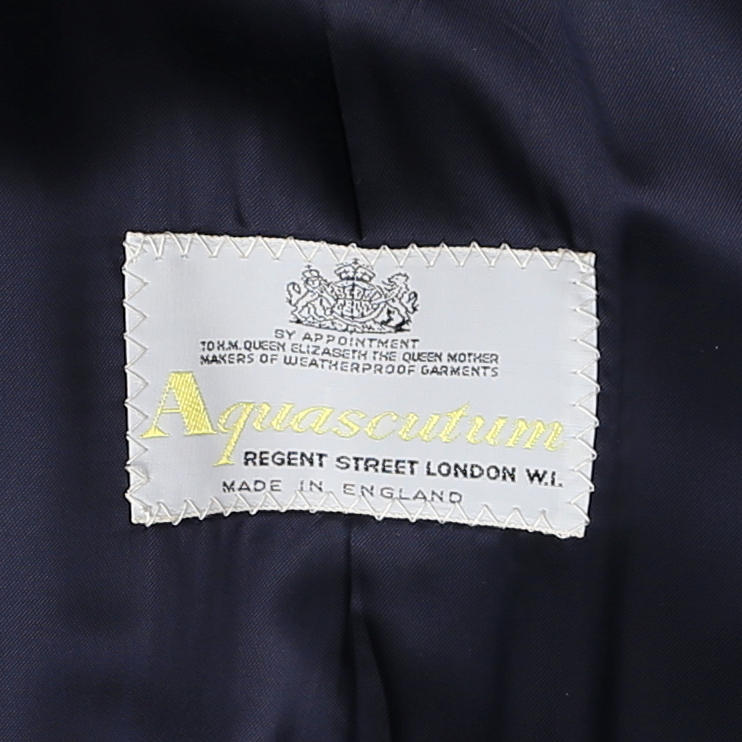 BY APPOINTMENT
TO H.M. QUEEN ELIZABETH THE QUEEN MOTHER
MAKERS OF WEATHERPROOF GARMENTS
Aquascutum
REGENT STREET LONDON W.1.
MADE IN ENGLAND